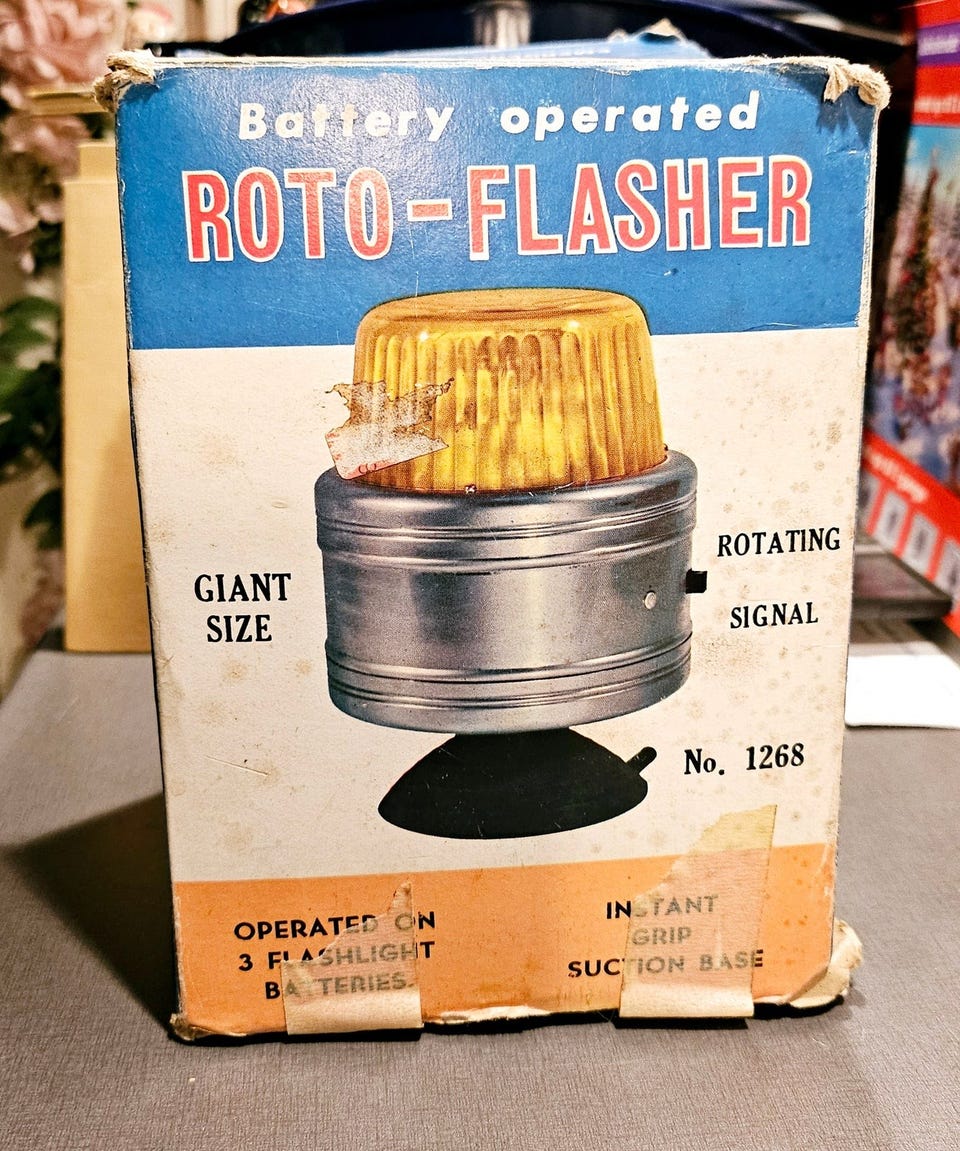 Battery operated
ROTO-FLASHER
GIANT
SIZE
ROTATING
SIGNAL
No. 1268
OPERATED ON
3 FLASHLIGHT
BATTERIES.
INSTANT
GRIP
SUCTION BASE